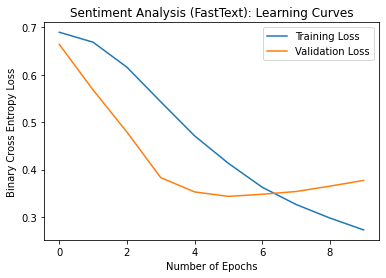 Sentiment Analysis (FastText): Learning Curves
Training Loss
Validation Loss
Binary Cross Entropy Loss
0.7
0.6
0.5
0.4
0.3
0
2
4
6
8
Number of Epochs